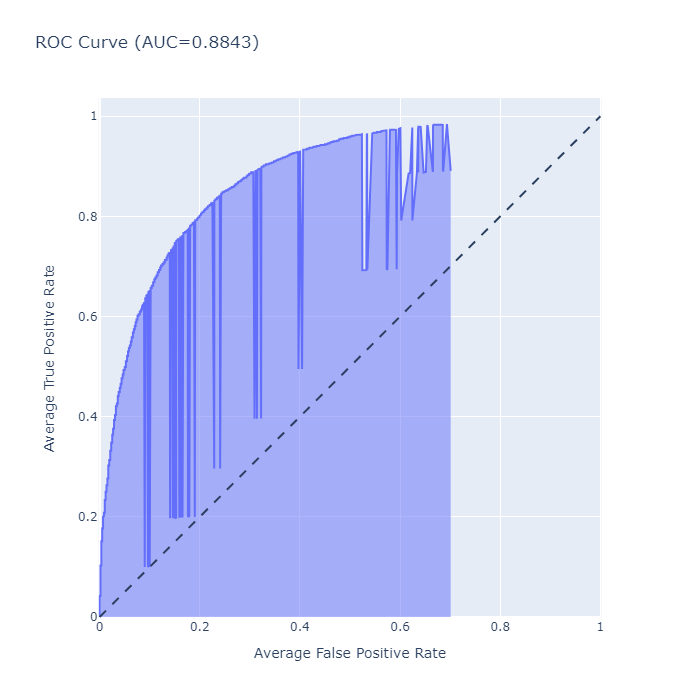 ROC Curve (AUC=0.8843)
1
0.8
0.6
0.4
0.2
0
Average True Positive Rate
0 0.2 0.4 0.6 0.8 1
Average False Positive Rate